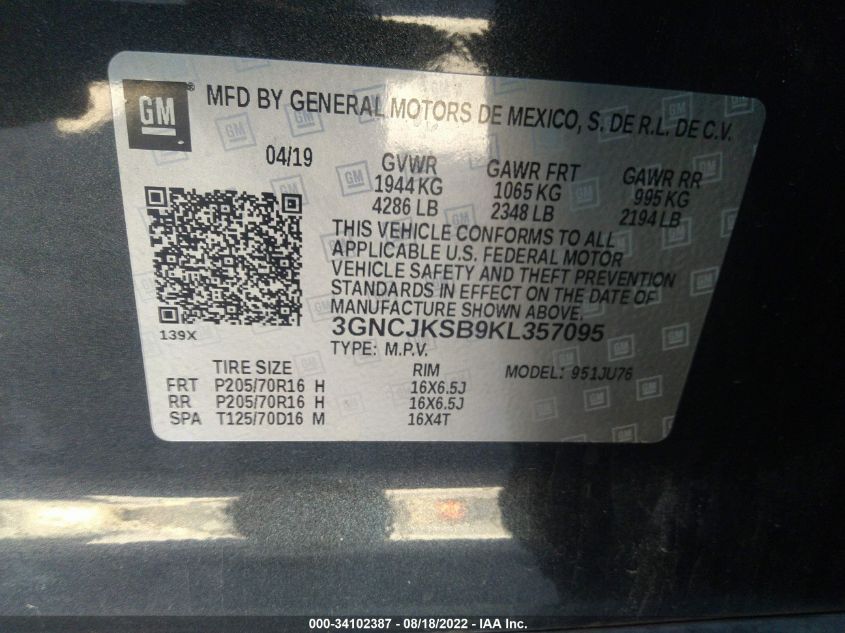 GM ® MFD BY GENERAL MOTORS DE MEXICO, S. DE R.L. DE C.V.
04/19 GVWR GAWR FRT GAWR RR
1944 KG 1065 KG 995 KG
4286 LB 2348 LB 2194 LB
THIS VEHICLE CONFORMS TO ALL
APPLICABLE U.S. FEDERAL MOTOR
VEHICLE SAFETY AND THEFT PREVENTION
STANDARDS IN EFFECT ON THE DATE OF
MANUFACTURE SHOWN ABOVE.
139X 3GNCJKSB9KL357095
TYPE: M.P.V.
TIRE SIZE RIM MODEL: 951JU76
FRT P205/70R16 H 16X6.5J
RR P205/70R16 H 16X6.5J
SPA T125/70D16 M 16X4T
000-34102387 - 08/18/2022 - IAA Inc.